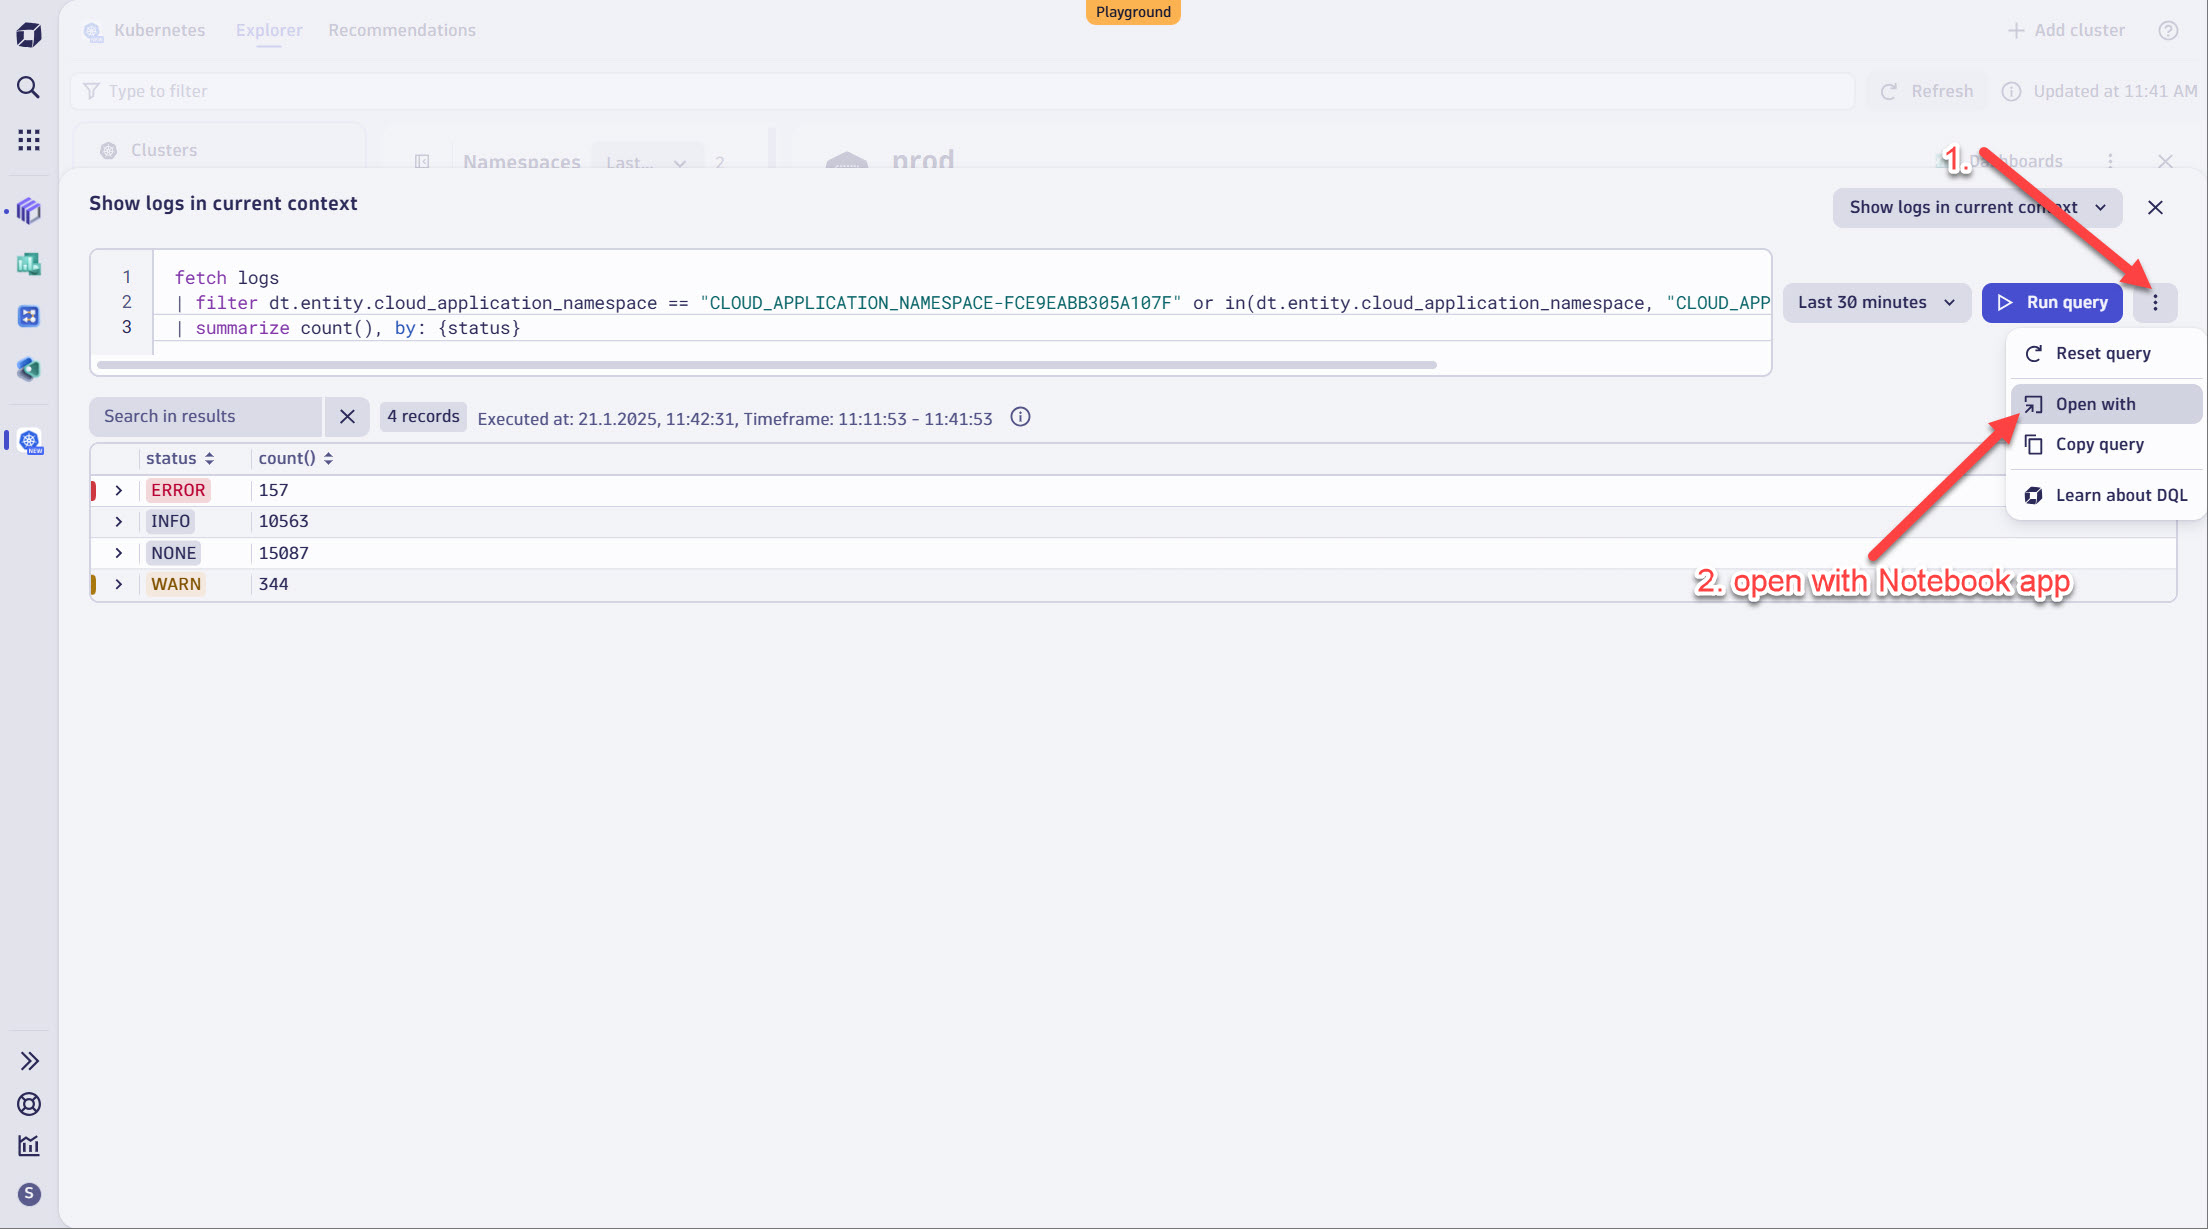 Playground
Kubernetes
Explorer
Recommendations
Add cluster
Type to filter
Refresh
Updated at 11:41 AM
Clusters
Namespaces
Last...
2
prod
1.
Show logs in current context
Show logs in current context
1 fetch logs
2 | filter dt.entity.cloud_application_namespace == "CLOUD_APPLICATION_NAMESPACE-FCE9EABB305A107F" or in(dt.entity.cloud_application_namespace, "CLOUD_APP
3 | summarize count(), by: {status}
Last 30 minutes
Run query
Reset query
Open with
Copy query
Learn about DQL
Search in results
4 records
Executed at: 21.1.2025, 11:42:31, Timeframe: 11:11:53 - 11:41:53
status count()
ERROR 157
INFO 10563
NONE 15087
WARN 344
2. open with Notebook app
NEW
S